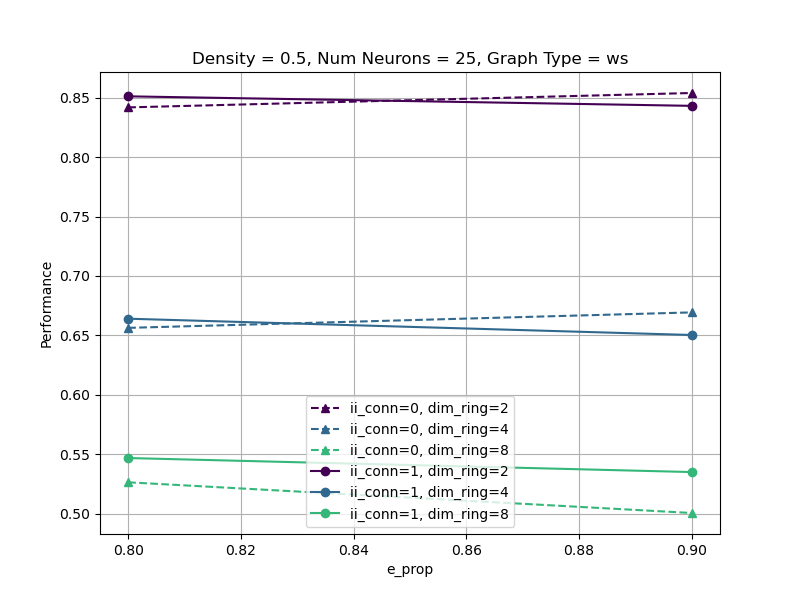 Density = 0.5, Num Neurons = 25, Graph Type = ws
Performance
0.85
0.80
0.75
0.70
0.65
0.60
0.55
0.50
ii_conn=0, dim_ring=2
ii_conn=0, dim_ring=4
ii_conn=0, dim_ring=8
ii_conn=1, dim_ring=2
ii_conn=1, dim_ring=4
ii_conn=1, dim_ring=8
0.80 0.82 0.84 0.86 0.88 0.90
e_prop